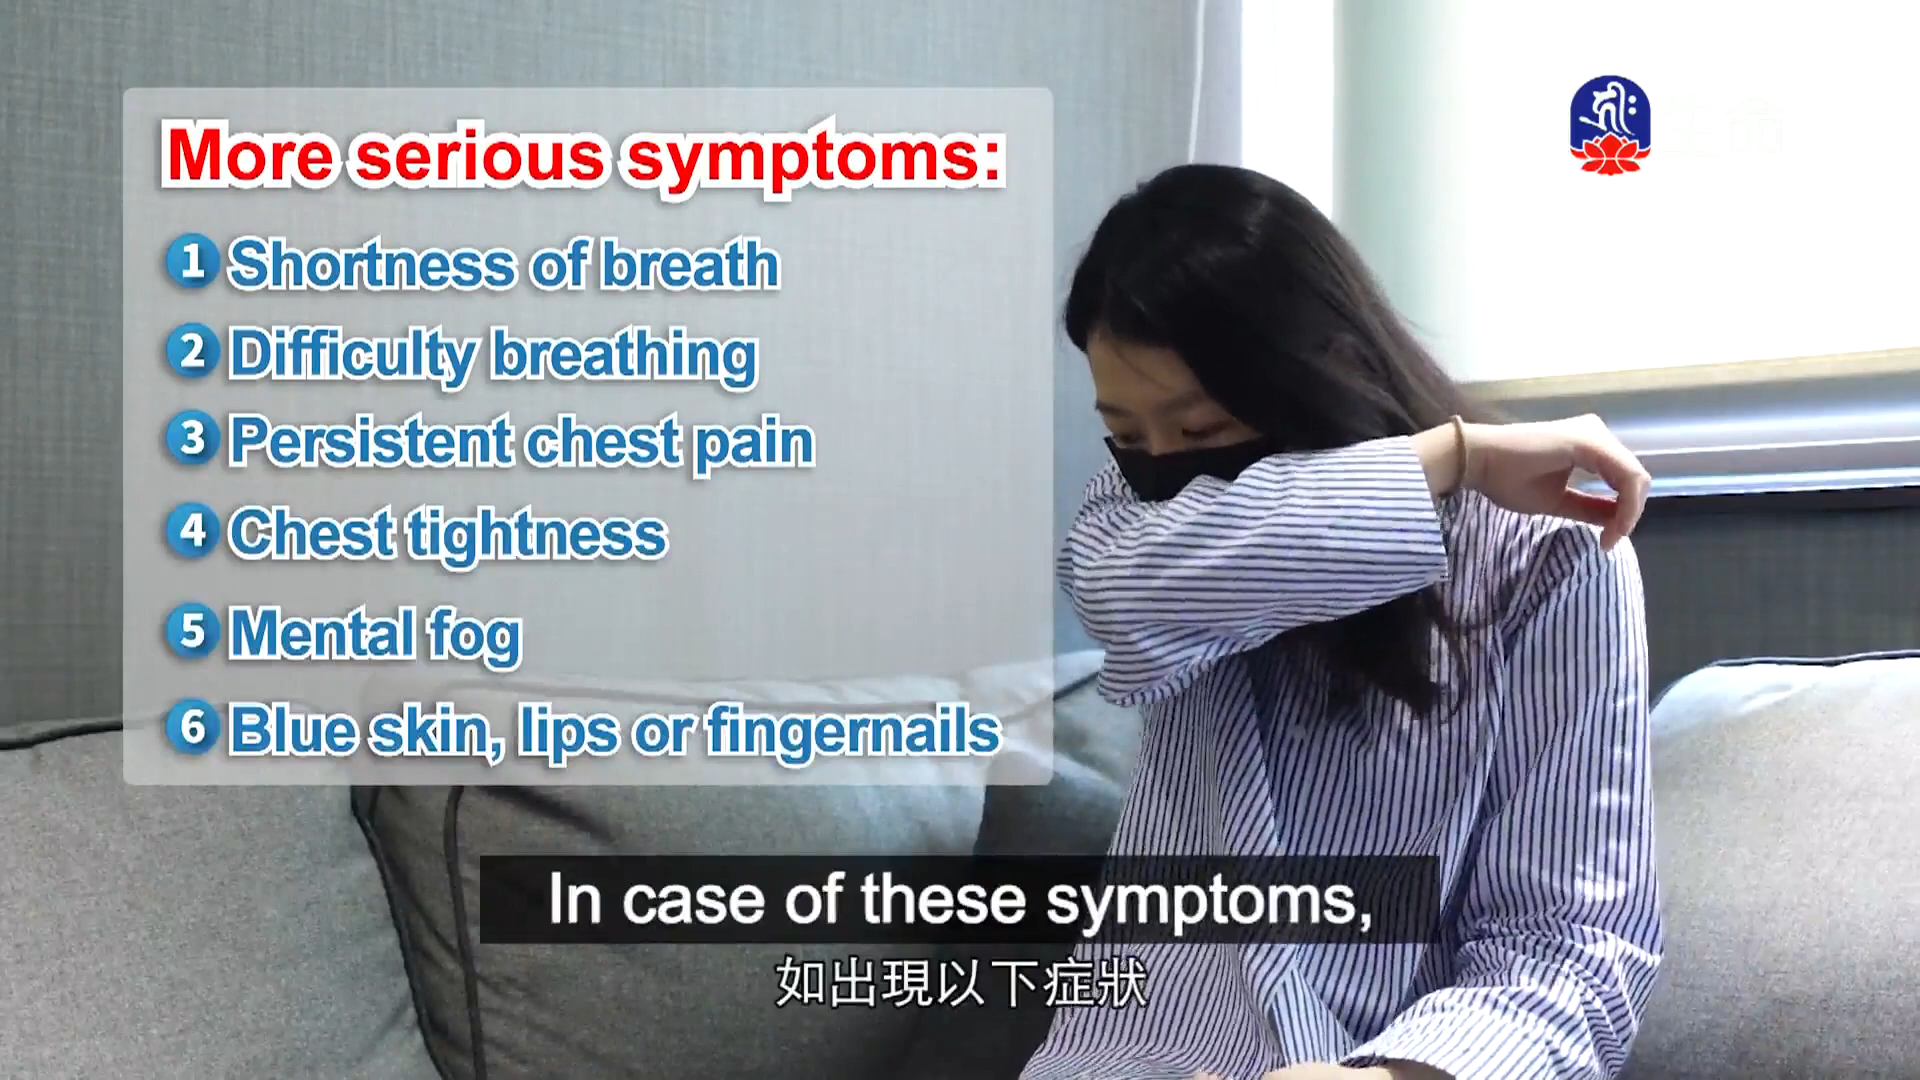 More serious symptoms:
1 Shortness of breath
2 Difficulty breathing
3 Persistent chest pain
4 Chest tightness
5 Mental fog
6 Blue skin, lips or fingernails
In case of these symptoms,
如出現以下症狀